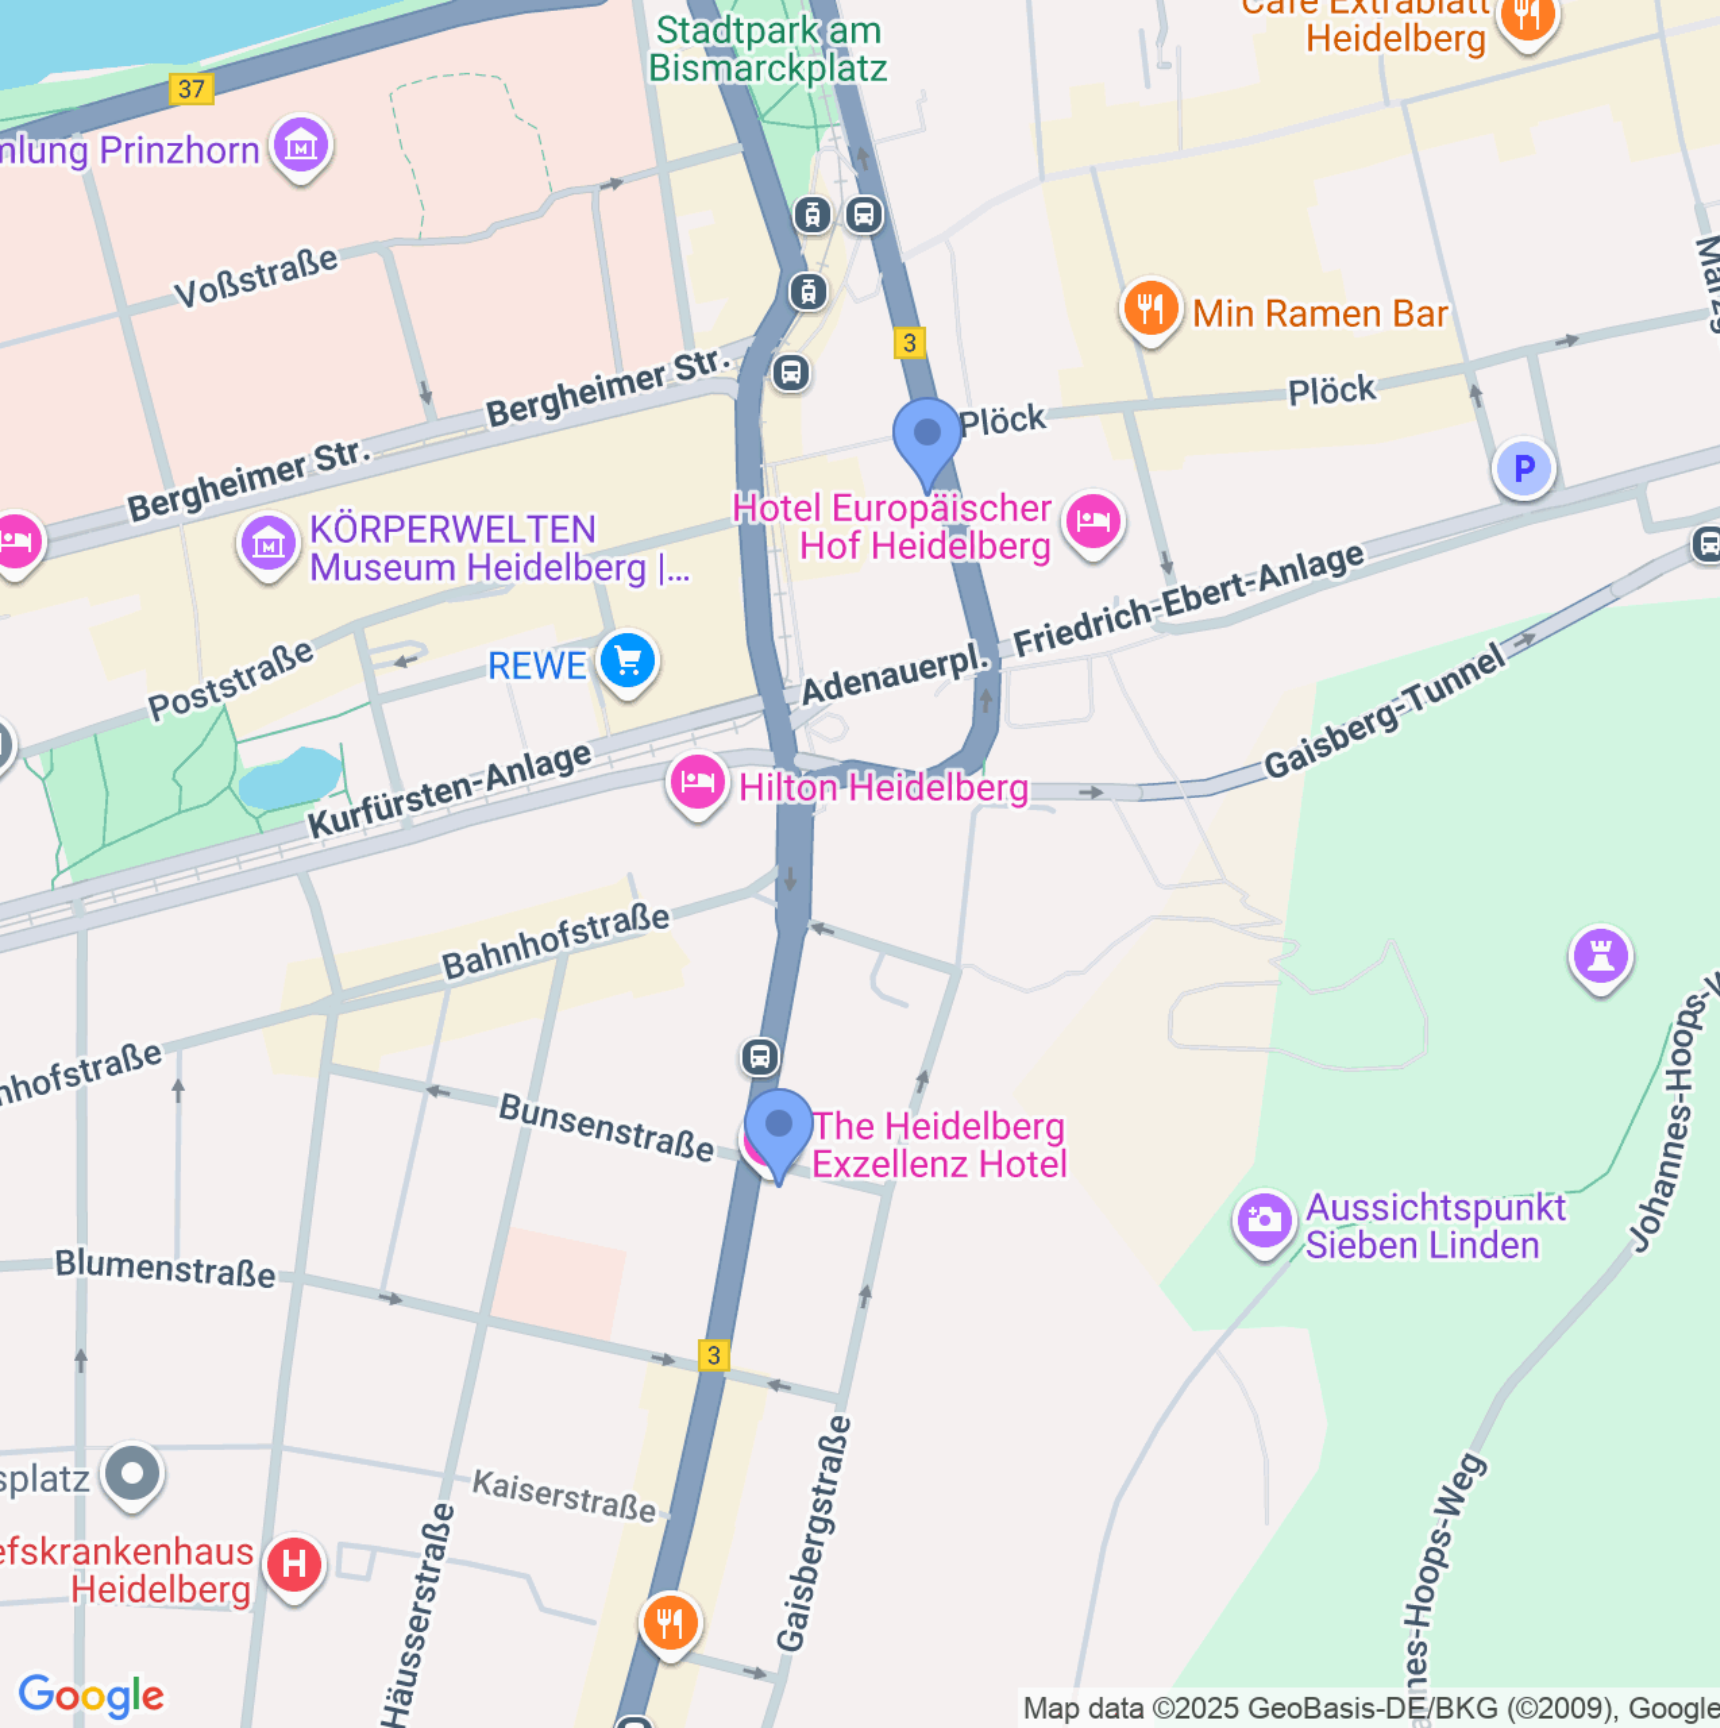 Stadtpark am
Bismarckplatz
Café Extrablatt
Heidelberg
37
mlung Prinzhorn
Voßstraße
Min Ramen Bar
3
Bergheimer Str.
Bergheimer Str.
Plöck
Plöck
P
Hotel Europäischer
Hof Heidelberg
KÖRPERWELTEN
Museum Heidelberg |...
Friedrich-Ebert-Anlage
Adenauerpl.
REWE
Poststraße
Gaisberg-Tunnel
Kurfürsten-Anlage
Hilton Heidelberg
Bahnhofstraße
nhofstraße
Johannes-Hoops-W
Bunsenstraße
The Heidelberg
Exzellenz Hotel
Aussichtspunkt
Sieben Linden
Blumenstraße
3
Kaiserstraße
splatz
Gaisbergstraße
Häusserstraße
efskrankenhaus
Heidelberg
H
nnes-Hoops-Weg
Google
Map data ©2025 GeoBasis-DE/BKG (©2009), Google